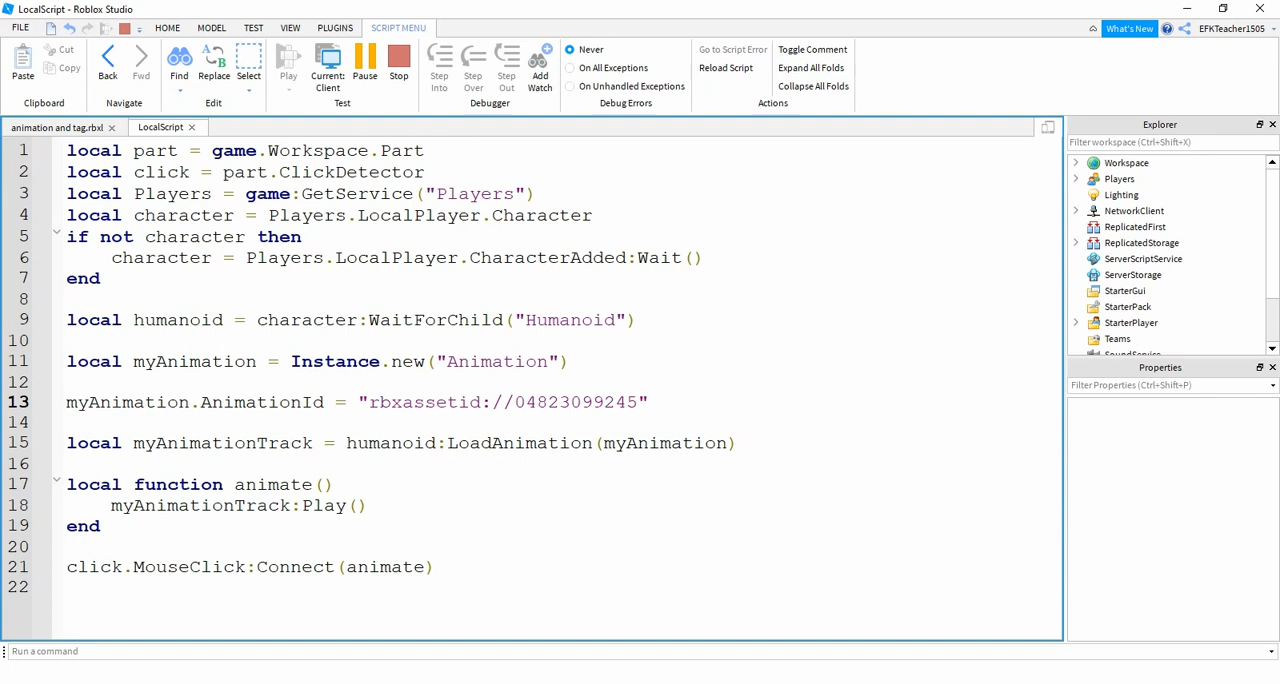 LocalScript - Roblox Studio
FILE HOME MODEL TEST VIEW PLUGINS SCRIPT MENU What's New EFKTeacher1505
Paste Cut Copy Back Fwd Find Replace Select Play Current: Client Pause Stop Step Into Step Over Step Out Add Watch
Never
On All Exceptions
On Unhandled Exceptions
Go to Script Error
Reload Script
Toggle Comment
Expand All Folds
Collapse All Folds
Clipboard Navigate Edit Test Debugger Debug Errors Actions
animation and tag.rbxl LocalScript
1 local part = game.Workspace.Part
2 local click = part.ClickDetector
3 local Players = game:GetService("Players")
4 local character = Players.LocalPlayer.Character
5 if not character then
6 character = Players.LocalPlayer.CharacterAdded:Wait()
7 end
8
9 local humanoid = character:WaitForChild("Humanoid")
10
11 local myAnimation = Instance.new("Animation")
12
13 myAnimation.AnimationId = "rbxassetid://04823099245"
14
15 local myAnimationTrack = humanoid:LoadAnimation(myAnimation)
16
17 local function animate()
18 myAnimationTrack:Play()
19 end
20
21 click.MouseClick:Connect(animate)
22
Explorer
Filter workspace (Ctrl+Shift+X)
Workspace
Players
Lighting
NetworkClient
ReplicatedFirst
ReplicatedStorage
ServerScriptService
ServerStorage
StarterGui
StarterPack
StarterPlayer
Teams
SoundService
Properties
Filter Properties (Ctrl+Shift+P)
Run a command